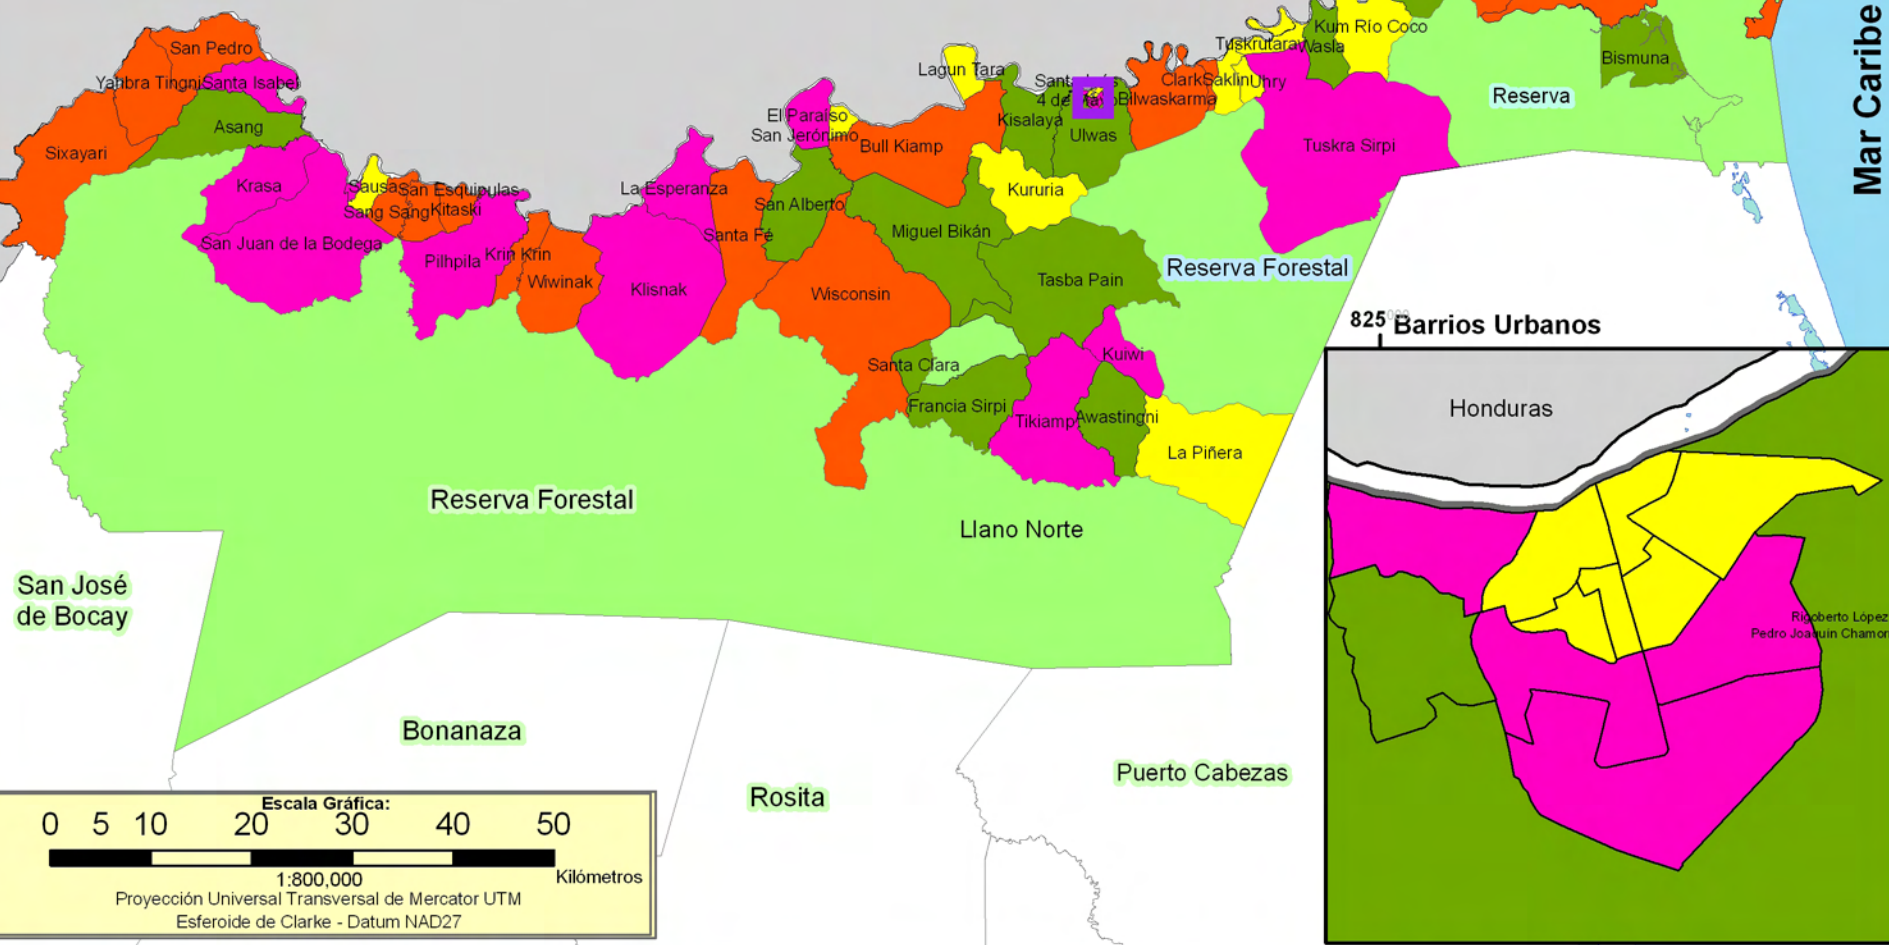 San Pedro
Yahbra Tingni
Santa Isabel
Asang
Sixayari
Krasa
San Juan de la Bodega
Sausa
San Esquipulas
Sang Sang
Kitaski
Pilhpila
Krin Krin
Wiwinak
La Esperanza
Klisnak
Santa Fé
El Paraíso
San Jerónimo
San Alberto
Bull Kiamp
Lagun Tara
Kisalaya
4 de
Ulwas
Bilwaskarma
Clark
Saklin
Uhry
Tuskrutara
Wasla
Kum Río Coco
Bismuna
Reserva
Mar Caribe
Tuskra Sirpi
Kururia
Miguel Bikán
Tasba Pain
Reserva Forestal
Wisconsin
Santa Clara
Francia Sirpi
Kuiwi
Tikiamp
Awastingni
La Piñera
Reserva Forestal
Llano Norte
San José
de Bocay
Bonanaza
Rosita
Puerto Cabezas
825000
Barrios Urbanos
Honduras
Rigoberto López
Pedro Joaquín Chamor
Escala Gráfica:
0 5 10 20 30 40 50
Kilómetros
1:800,000
Proyección Universal Transversal de Mercator UTM
Esferoide de Clarke - Datum NAD27